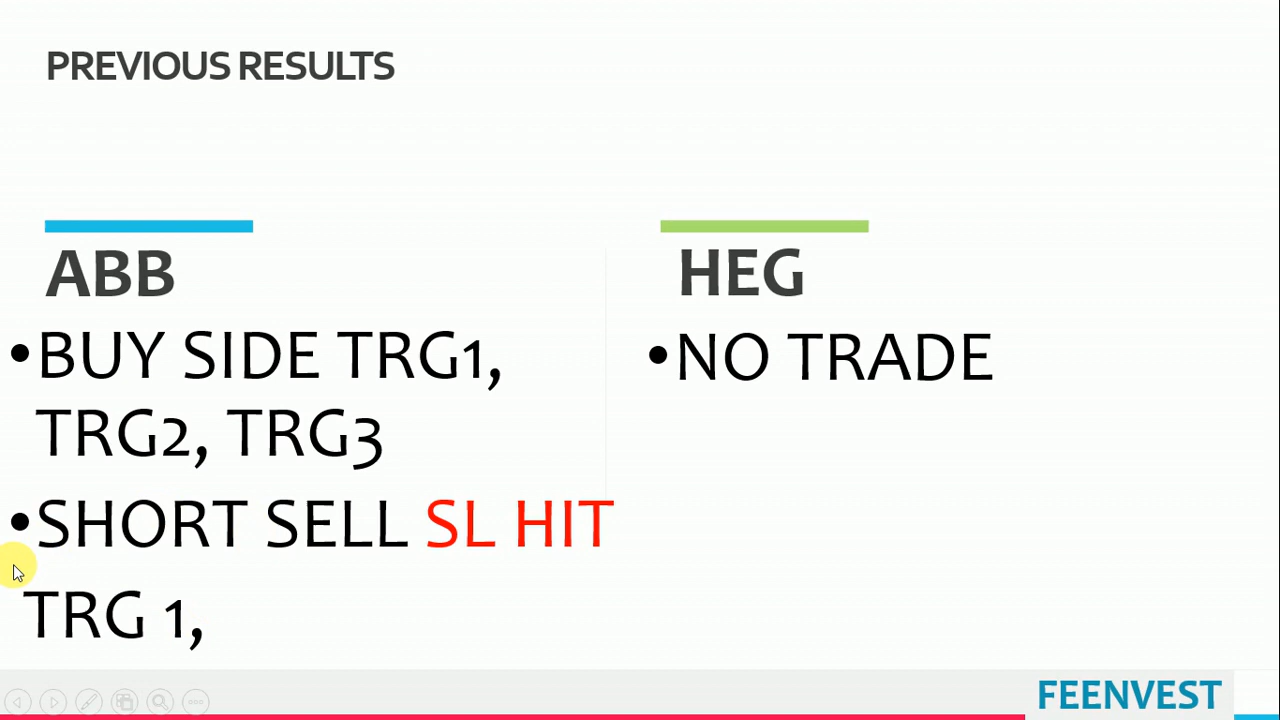 PREVIOUS RESULTS
ABB
•BUY SIDE TRG1,
TRG2, TRG3
•SHORT SELL SL HIT
TRG 1,
HEG
•NO TRADE
FEENVEST